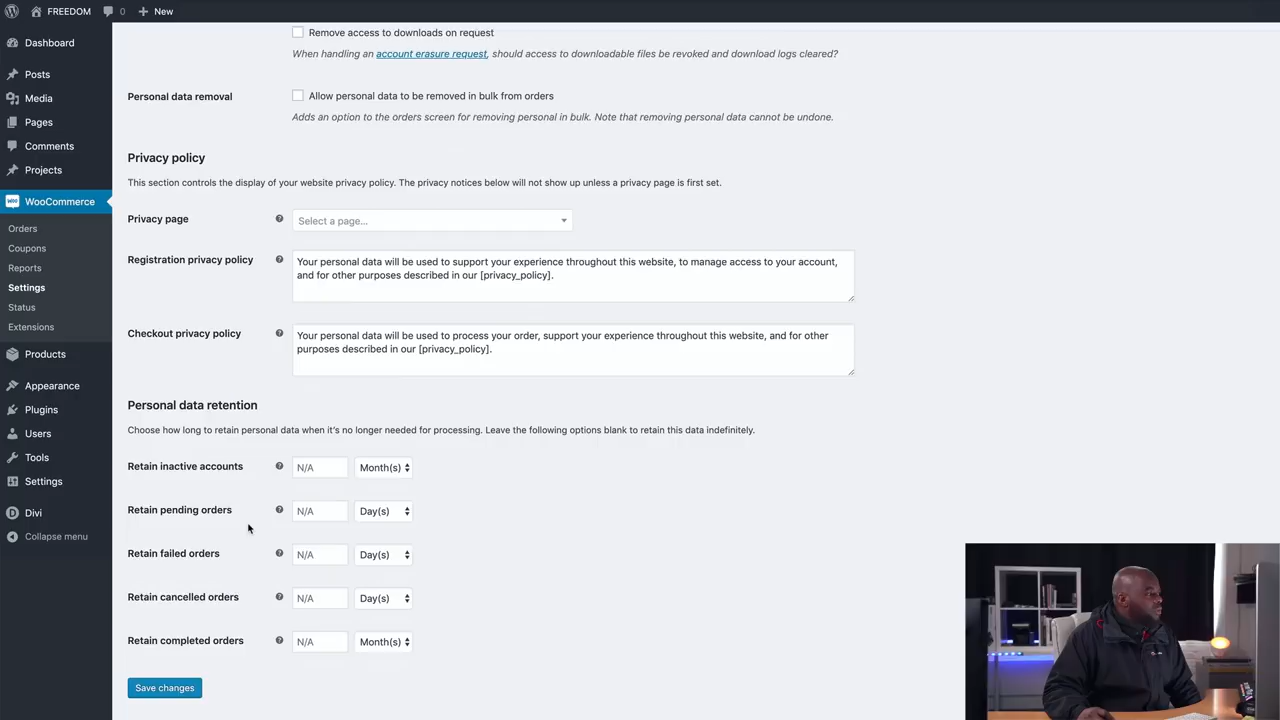 FREEDOM 0 New
Dashboard
Posts
Media
Pages
Comments
Projects
WooCommerce
Orders
Coupons
Reports
Settings
Status
Extensions
Products
Appearance
Plugins
Users
Tools
Settings
Divi
Collapse menu
Remove access to downloads on request
When handling an account erasure request, should access to downloadable files be revoked and download logs cleared?
Personal data removal Allow personal data to be removed in bulk from orders
Adds an option to the orders screen for removing personal in bulk. Note that removing personal data cannot be undone.
Privacy policy
This section controls the display of your website privacy policy. The privacy notices below will not show up unless a privacy page is first set.
Privacy page Select a page...
Registration privacy policy Your personal data will be used to support your experience throughout this website, to manage access to your account,
and for other purposes described in our [privacy_policy].
Checkout privacy policy Your personal data will be used to process your order, support your experience throughout this website, and for other
purposes described in our [privacy_policy].
Personal data retention
Choose how long to retain personal data when it's no longer needed for processing. Leave the following options blank to retain this data indefinitely.
Retain inactive accounts N/A Month(s)
Retain pending orders N/A Day(s)
Retain failed orders N/A Day(s)
Retain cancelled orders N/A Day(s)
Retain completed orders N/A Month(s)
Save changes